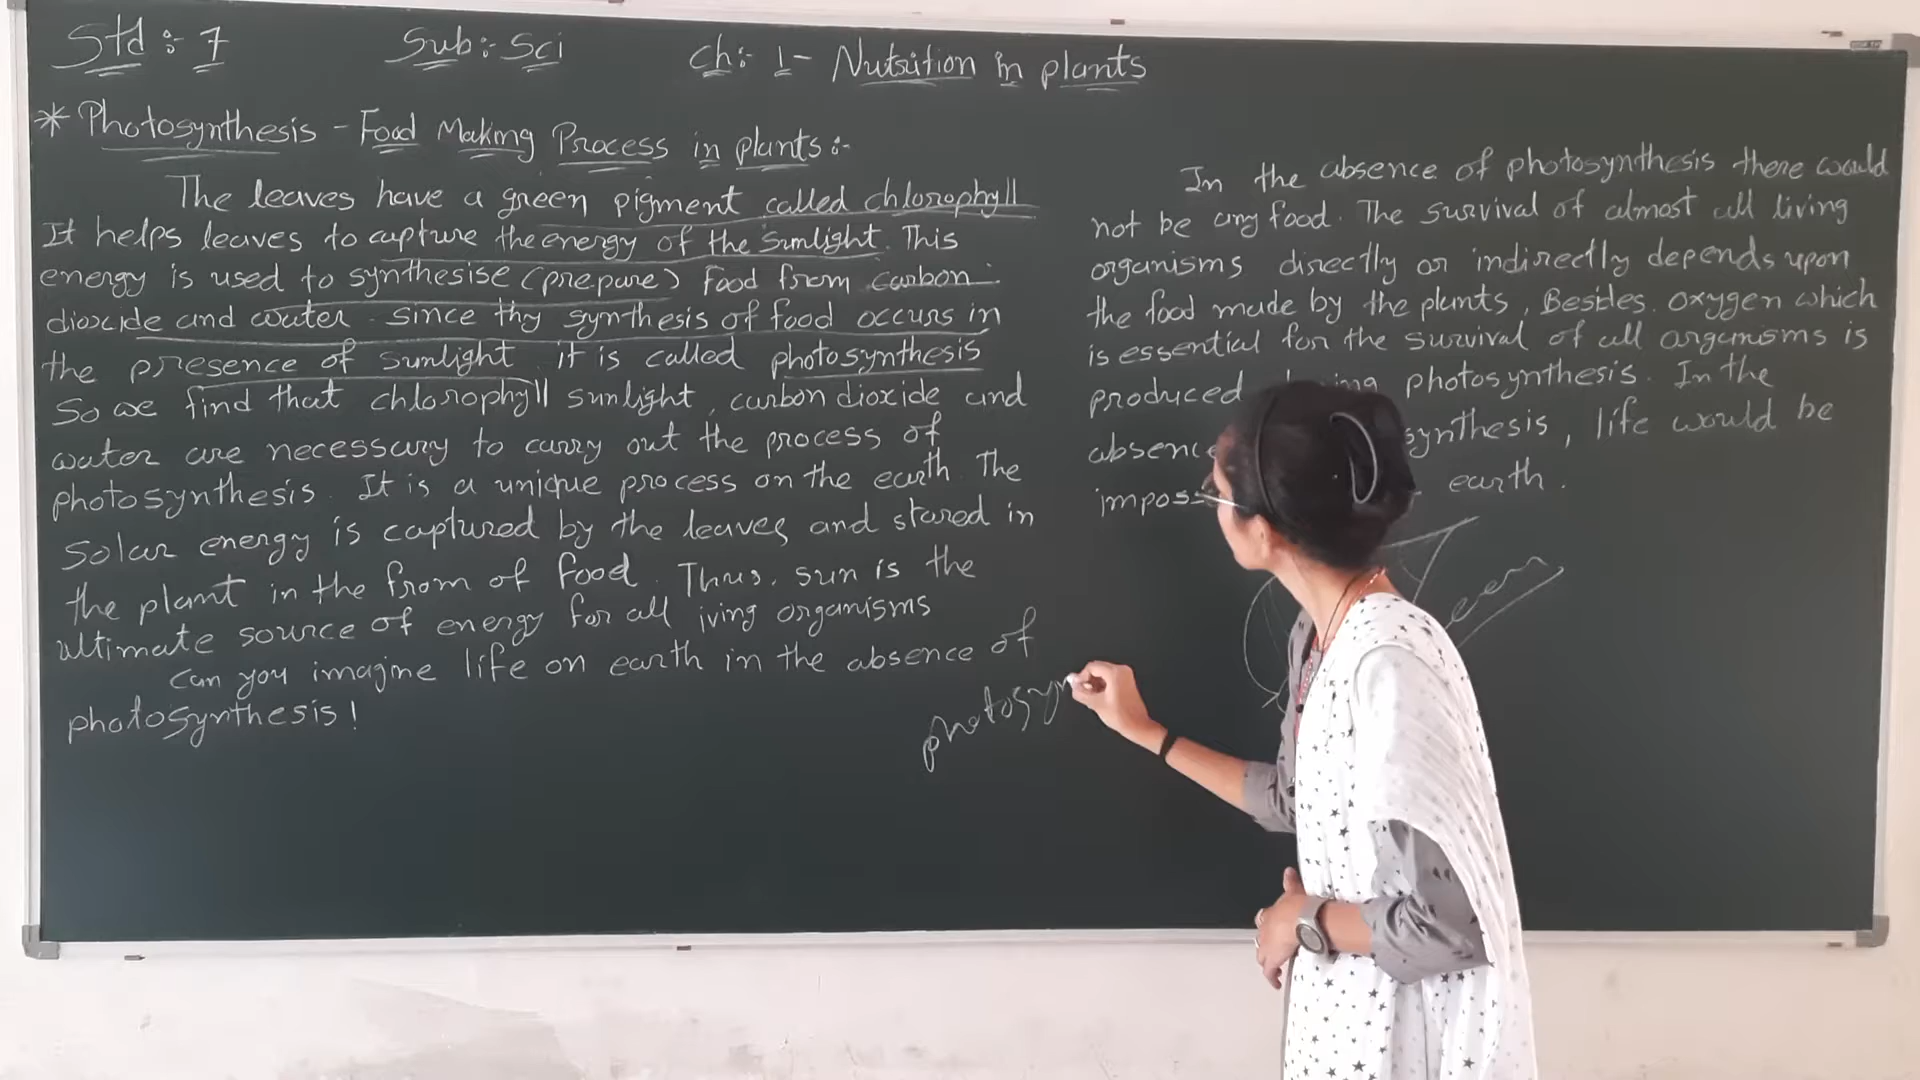 Std :- 7 Sub :- Sci Ch :- 1 - Nutrition in plants
* Photosynthesis - Food Making Process in plants :-
The leaves have a green pigment called chlorophyll
It helps leaves to capture the energy of the sunlight. This
energy is used to synthesise (prepare) food from carbon
dioxide and water. since thy synthesis of food occurs in
the presence of sunlight it is called photosynthesis
So we find that chlorophyll sunlight, carbon dioxide and
water are necessary to carry out the process of
photosynthesis. It is a unique process on the earth. The
Solar energy is captured by the leaves and stared in
the plant in the from of food. Thus, sun is the
ultimate source of energy for all iving organisms
Can you imagine life on earth in the absence of
photosynthesis!
In the absence of photosynthesis there would
not be any food. The survival of almost all living
organisms directly or indirectly depends upon
the food made by the plants, Besides. oxygen which
is essential for the survival of all organisms is
produced photosynthesis. In the
absence synthesis, life would be
imposs earth.
een
photosyn